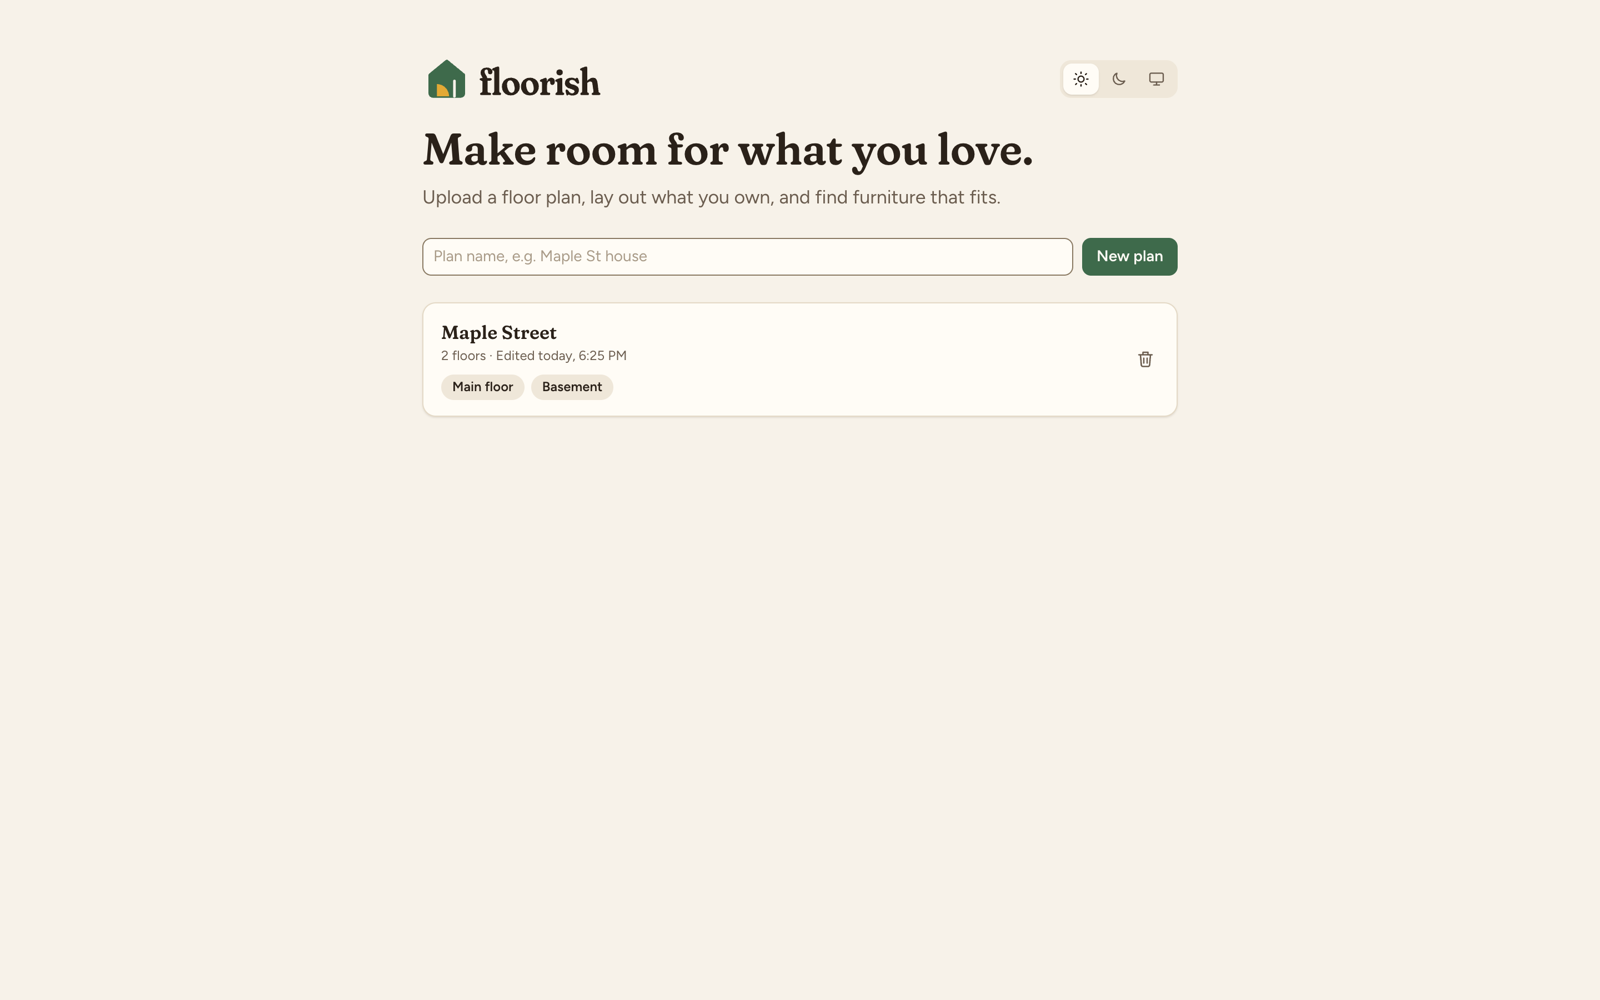 floorish
Make room for what you love.
Upload a floor plan, lay out what you own, and find furniture that fits.
Plan name, e.g. Maple St house
New plan
Maple Street
2 floors · Edited today, 6:25 PM
Main floor
Basement